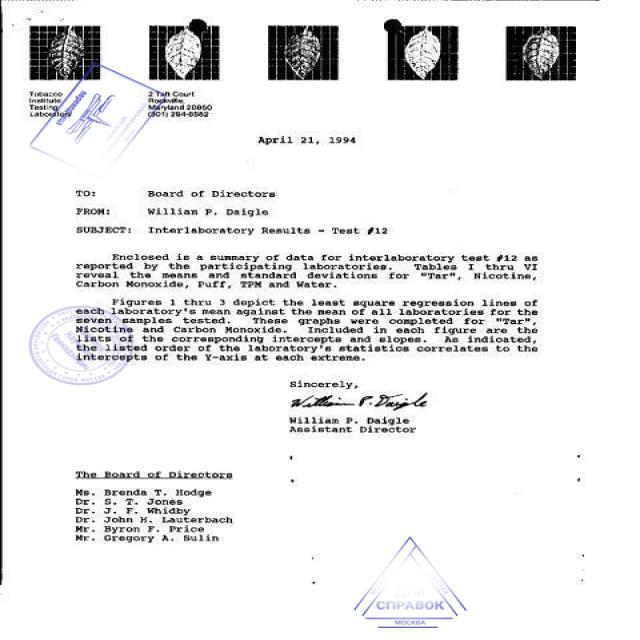 Tobacco
Institute
Testing
Laboratory
2 Taft Court
Rockville,
Maryland 20850
(301) 294-8582
April 21, 1994
TO: Board of Directors
FROM: William P. Daigle
SUBJECT: Interlaboratory Results - Test #12
Enclosed is a summary of data for interlaboratory test #12 as
reported by the participating laboratories. Tables I thru VI
reveal the means and standard deviations for "Tar", Nicotine,
Carbon Monoxide, Puff, TPM and Water.
Figures 1 thru 3 depict the least square regression lines of
each laboratory's mean against the mean of all laboratories for the
seven samples tested. These graphs were completed for "Tar",
Nicotine and Carbon Monoxide. Included in each figure are the
lists of the corresponding intercepts and slopes. As indicated,
the listed order of the laboratory's statistics correlates to the
intercepts of the Y-axis at each extreme.
Sincerely,
William P. Daigle
William P. Daigle
Assistant Director
The Board of Directors
Ms. Brenda T. Hodge
Dr. S. T. Jones
Dr. J. F. Whidby
Dr. John H. Lauterbach
Mr. Byron F. Price
Mr. Gregory A. Sulin
ДЛЯ
СПРАВОК
МОСКВА